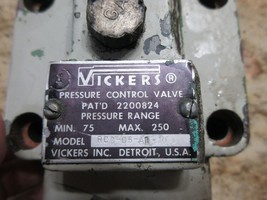 VICKERS ®
PRESSURE CONTROL VALVE
PAT'D 2200824
PRESSURE RANGE
MIN. 75 MAX. 250
MODEL
VICKERS INC. DETROIT, U.S.A.